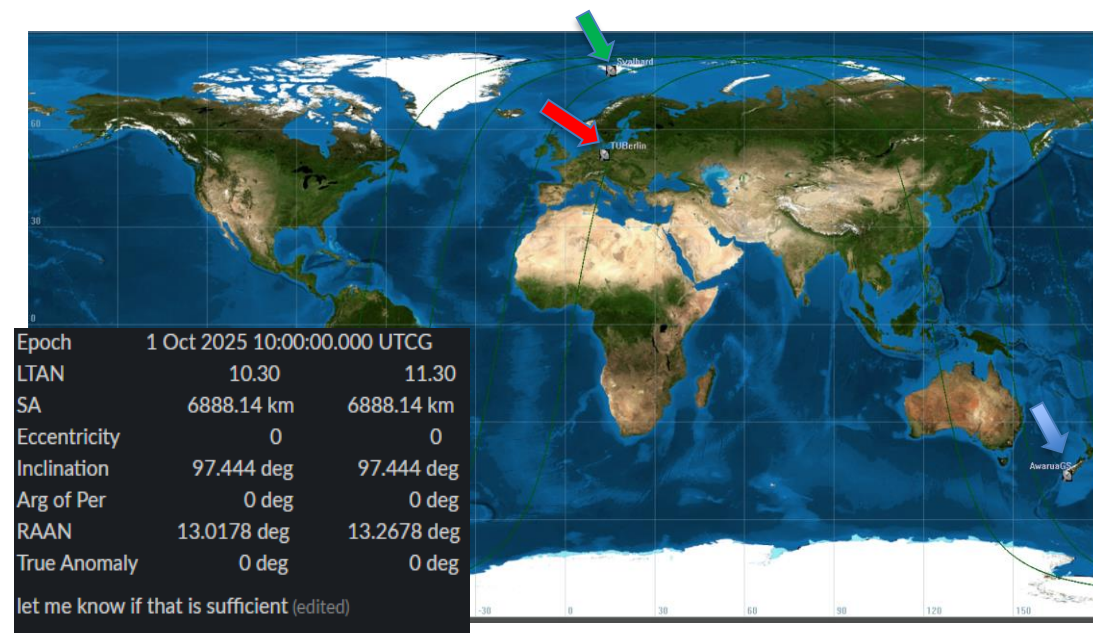 Svalbard
TUBerlin
60
30
0
AwaruaGS
-30 0 30 60 90 120 150
Epoch 1 Oct 2025 10:00:00.000 UTCG
LTAN 10.30 11.30
SA 6888.14 km 6888.14 km
Eccentricity 0 0
Inclination 97.444 deg 97.444 deg
Arg of Per 0 deg 0 deg
RAAN 13.0178 deg 13.2678 deg
True Anomaly 0 deg 0 deg
let me know if that is sufficient (edited)